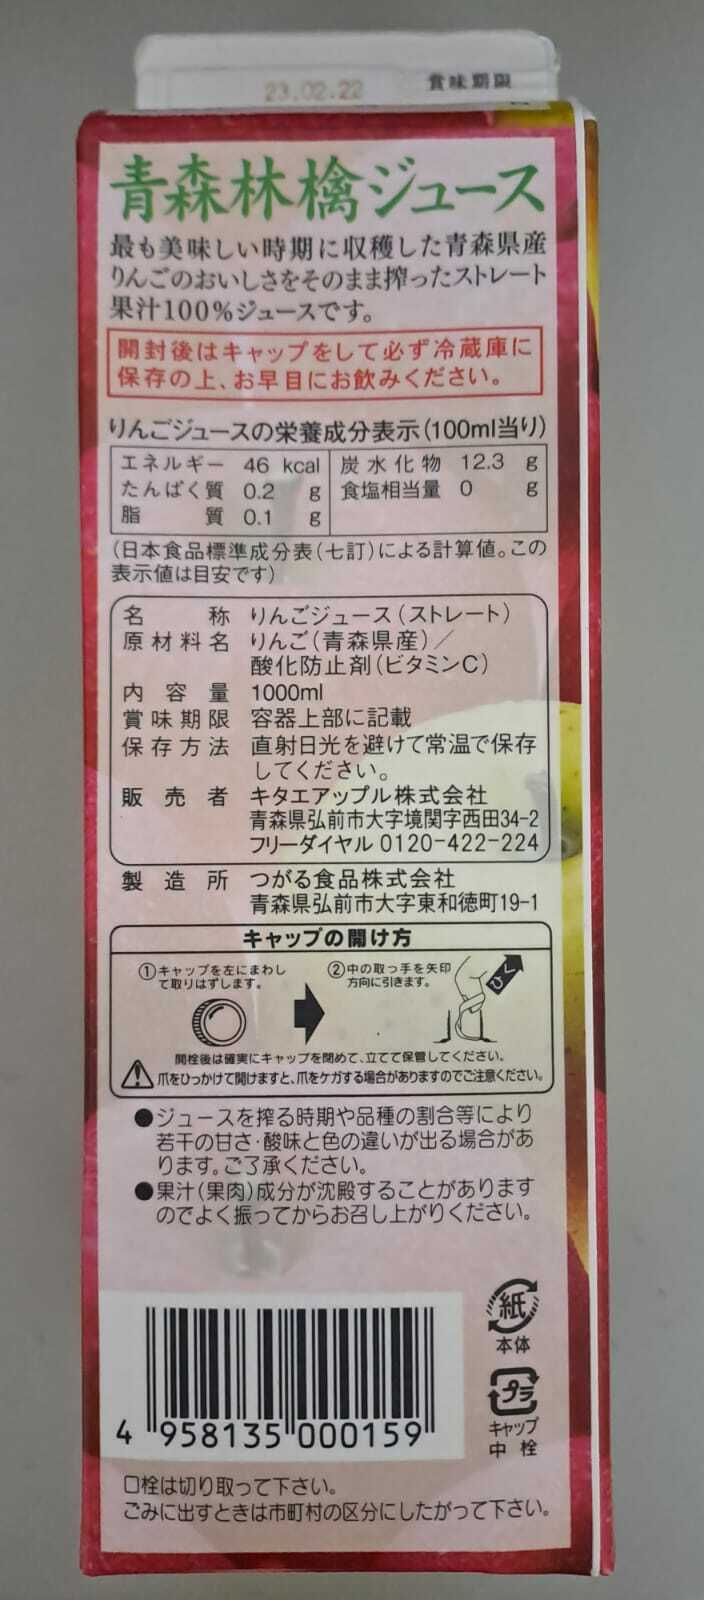 23.02.22 賞味期限
青森林檎ジュース
最も美味しい時期に収穫した青森県産
りんごのおいしさをそのまま搾ったストレート
果汁100%ジュースです。
開封後はキャップをして必ず冷蔵庫に
保存の上、お早目にお飲みください。
りんごジュースの栄養成分表示(100ml当り)
エネルギー 46 kcal 炭水化物 12.3 g
たんぱく質 0.2 g 食塩相当量 0 g
脂質 0.1 g
(日本食品標準成分表(七訂)による計算値。この
表示値は目安です)
名称 りんごジュース(ストレート)
原材料名 りんご(青森県産)/
酸化防止剤(ビタミンC)
内容量 1000ml
賞味期限 容器上部に記載
保存方法 直射日光を避けて常温で保存
してください。
販売者 キタエアップル株式会社
青森県弘前市大字境関字西田34-2
フリーダイヤル 0120-422-224
製造所 つがる食品株式会社
青森県弘前市大字東和徳町19-1
キャップの開け方
①キャップを左にまわし
て取りはずします。
②中の取っ手を矢印
方向に引きます。
ひく
開栓後は確実にキャップを閉めて、立てて保管してください。
爪をひっかけて開けますと、爪をケガする場合がありますのでご注意ください。
●ジュースを搾る時期や品種の割合等により
若干の甘さ・酸味と色の違いが出る場合があ
ります。ご了承ください。
●果汁(果肉)成分が沈殿することがあります
のでよく振ってからお召し上がりください。
紙
本体
プラ
キャップ
中栓
4 958135 000159
口栓は切り取って下さい。
ごみに出すときは市町村の区分にしたがって下さい。